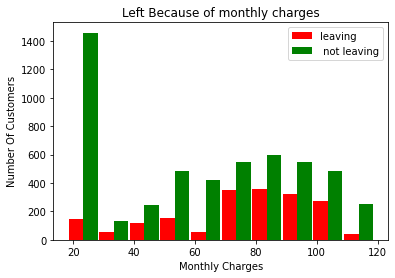 Left Because of monthly charges
leaving
not leaving
Number Of Customers
1400
1200
1000
800
600
400
200
0
20 40 60 80 100 120
Monthly Charges